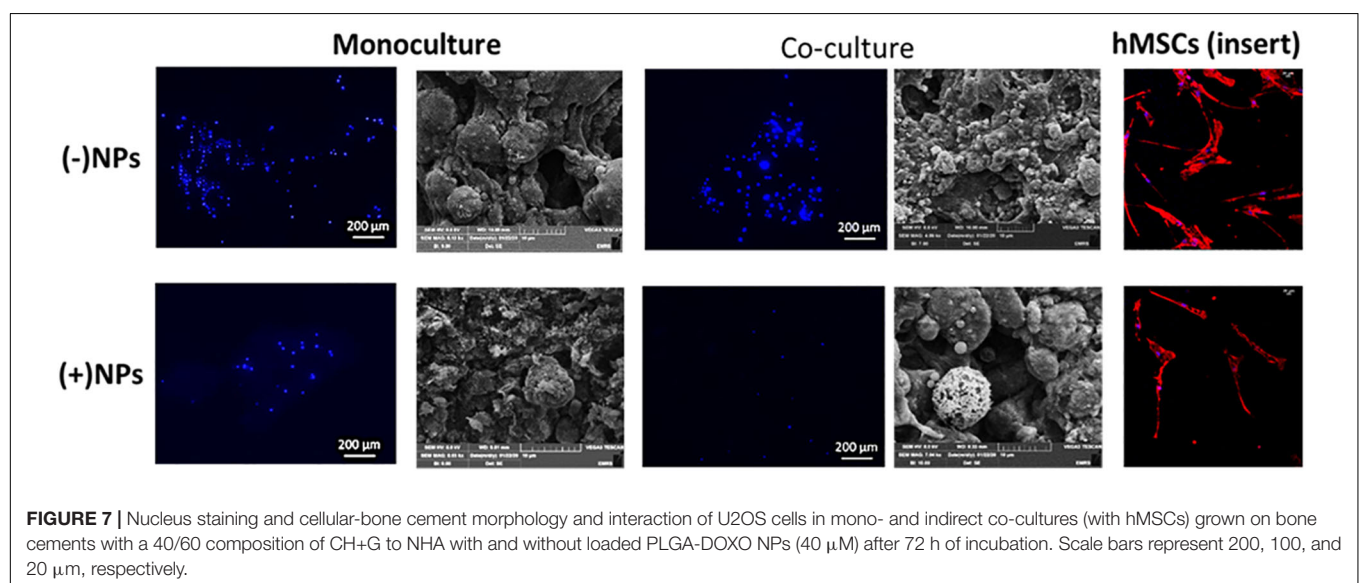 Monoculture
Co-culture
hMSCs (insert)
(-)NPs
200 µm
200 µm
(+)NPs
200 µm
200 µm
FIGURE 7 | Nucleus staining and cellular-bone cement morphology and interaction of U2OS cells in mono- and indirect co-cultures (with hMSCs) grown on bone
cements with a 40/60 composition of CH+G to NHA with and without loaded PLGA-DOXO NPs (40 µM) after 72 h of incubation. Scale bars represent 200, 100, and
20 µm, respectively.